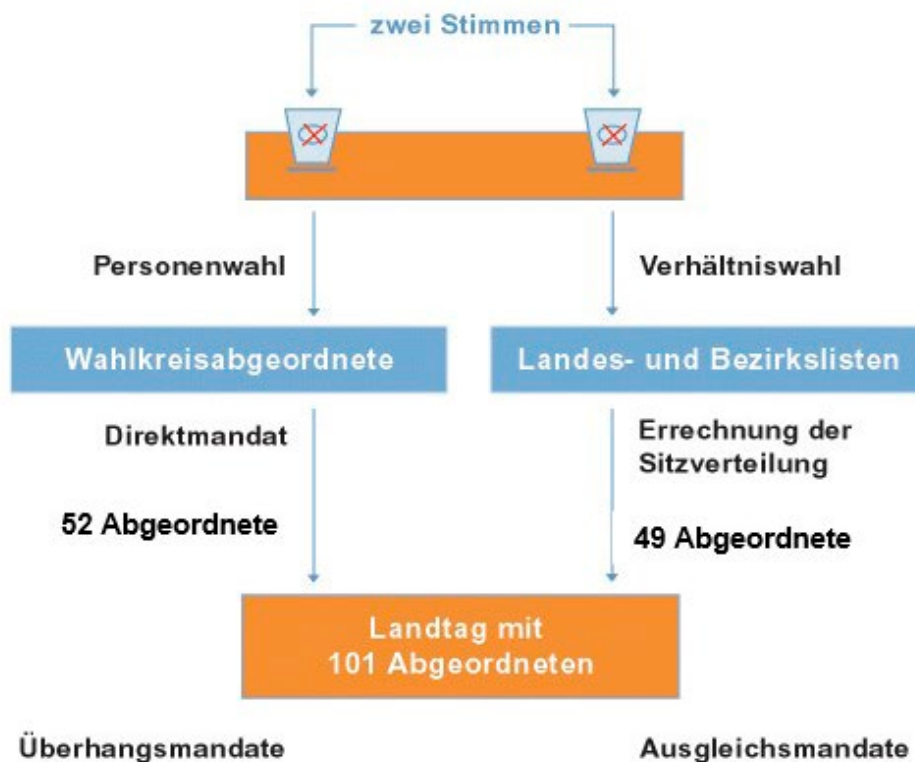 zwei Stimmen
Personenwahl
Verhältniswahl
Wahlkreisabgeordnete
Landes- und Bezirkslisten
Direktmandat
Errechnung der
Sitzverteilung
52 Abgeordnete
49 Abgeordnete
Landtag mit
101 Abgeordneten
Überhangsmandate
Ausgleichsmandate